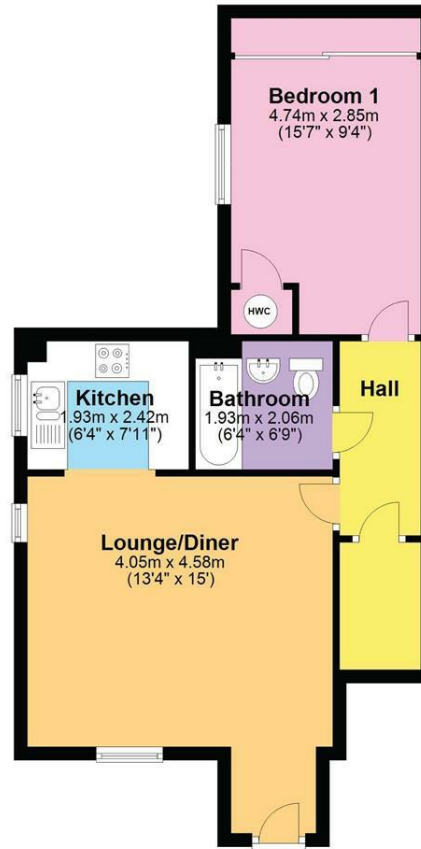 Bedroom 1
4.74m x 2.85m
(15'7" x 9'4")
HWC
Kitchen
1.93m x 2.42m
(6'4" x 7'11")
Bathroom
1.93m x 2.06m
(6'4" x 6'9")
Hall
Lounge/Diner
4.05m x 4.58m
(13'4" x 15')